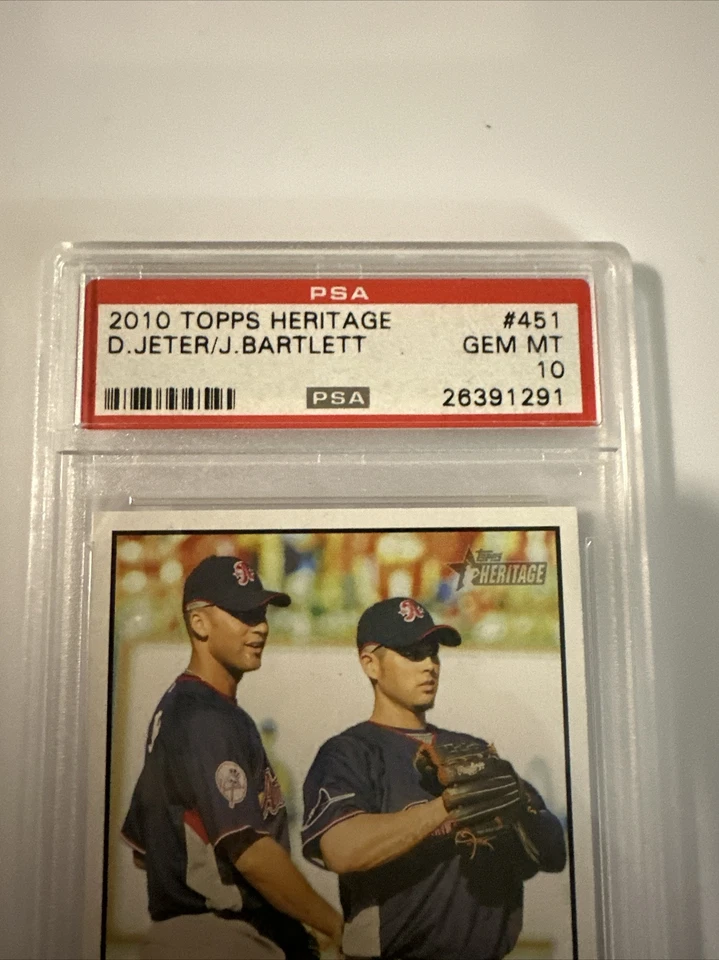 PSA
2010 TOPPS HERITAGE #451
D.JETER/J.BARTLETT GEM MT
10
PSA 26391291
Topps
HERITAGE